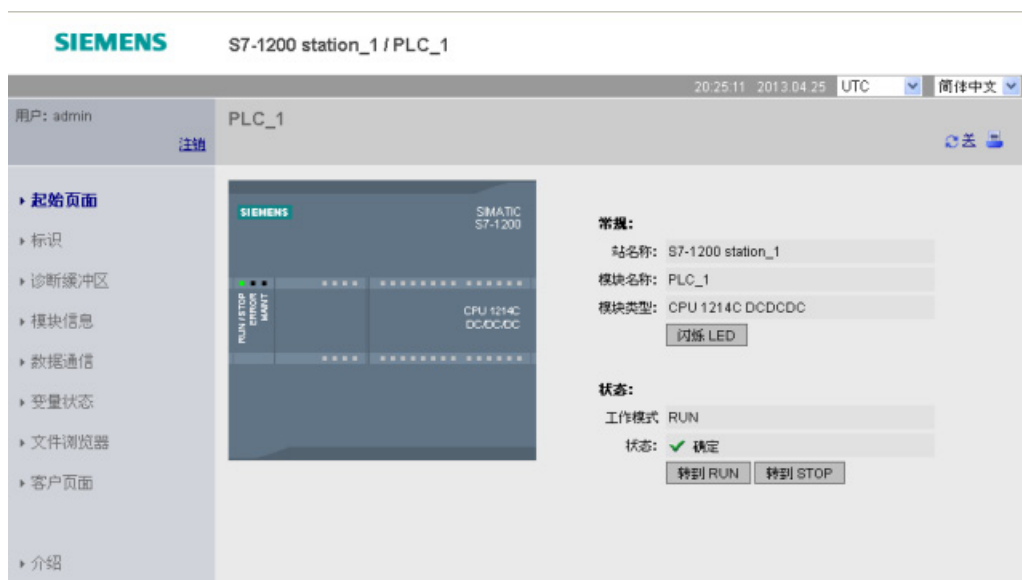 SIEMENS
S7-1200 station_1 / PLC_1
20:25:11 2013.04.25 UTC 简体中文
用户: admin
注销
PLC_1
关
起始页面
标识
诊断缓冲区
模块信息
数据通信
变量状态
文件浏览器
客户页面
介绍
SIEMENS
SIMATIC
S7-1200
RUN / STOP
ERROR
MAINT
CPU 1214C
DC/DC/DC
常规:
站名称: S7-1200 station_1
模块名称: PLC_1
模块类型: CPU 1214C DCDCDC
闪烁 LED
状态:
工作模式 RUN
状态: 确定
转到 RUN 转到 STOP